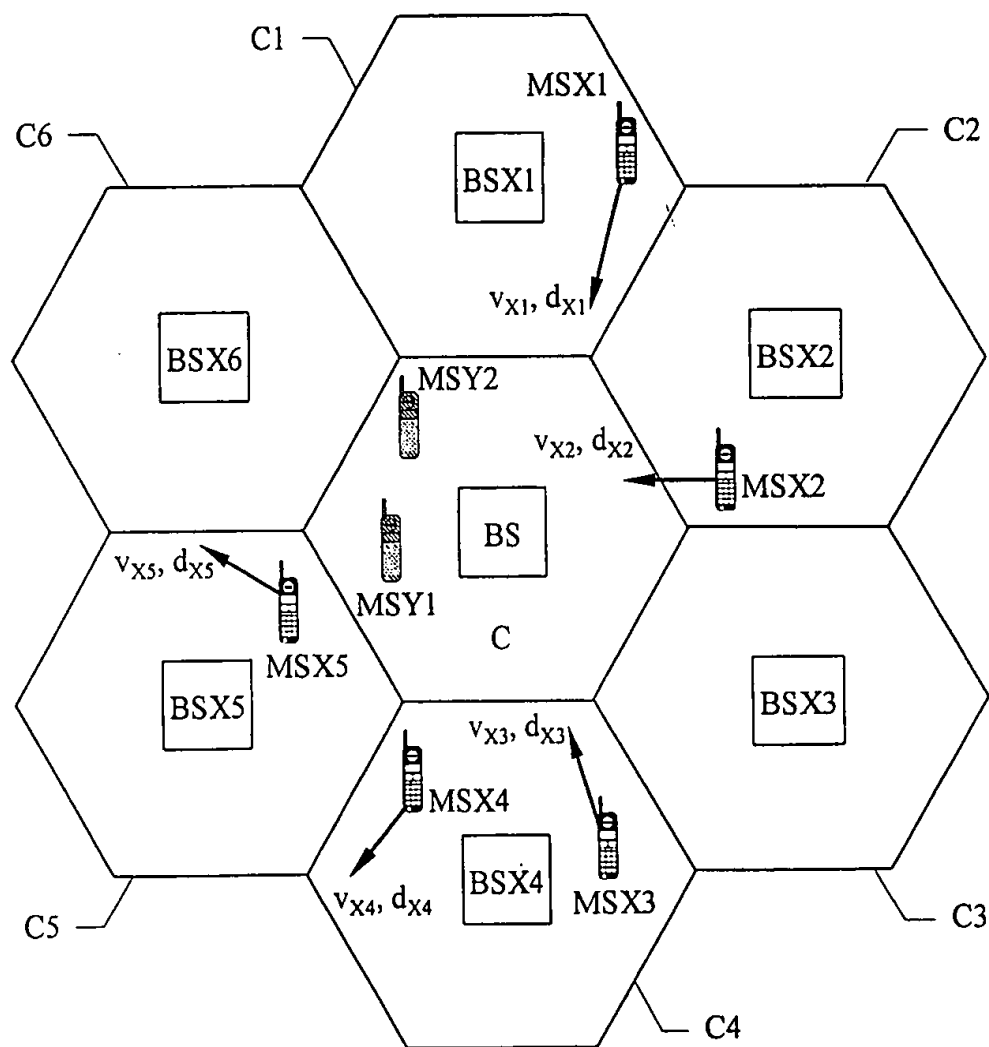 C1
MSX1
C6
C2
BSX1
vX1, dX1
BSX6
BSX2
MSY2
vX2, dX2
MSX2
BS
vX5, dX5
MSY1
C
MSX5
BSX5
BSX3
vX3, dX3
MSX4
BSX4
vX4, dX4
MSX3
C5
C3
C4